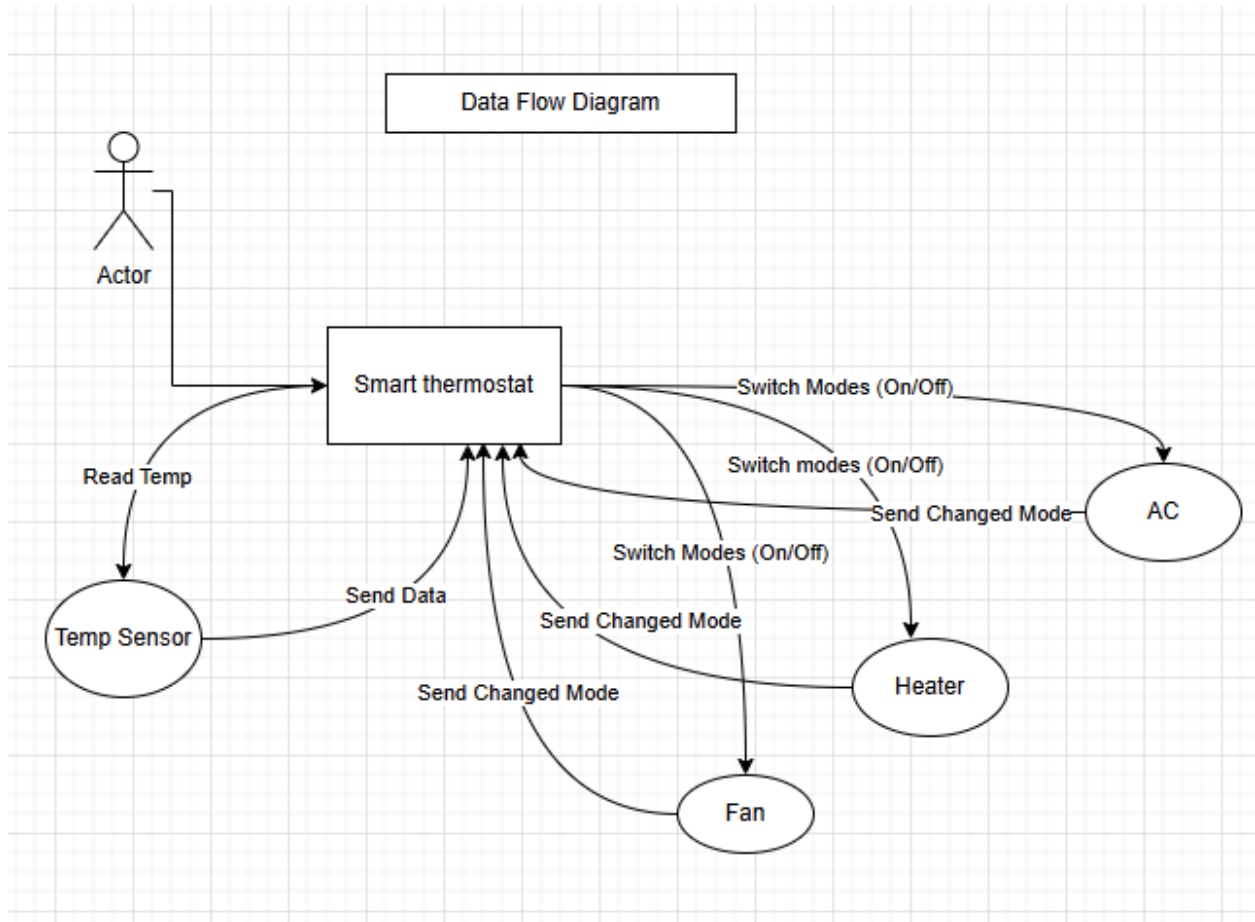 Data Flow Diagram
Actor
Smart thermostat
Switch Modes (On/Off)
Read Temp
Switch modes (On/Off)
Send Changed Mode
AC
Switch Modes (On/Off)
Send Data
Send Changed Mode
Temp Sensor
Send Changed Mode
Heater
Fan